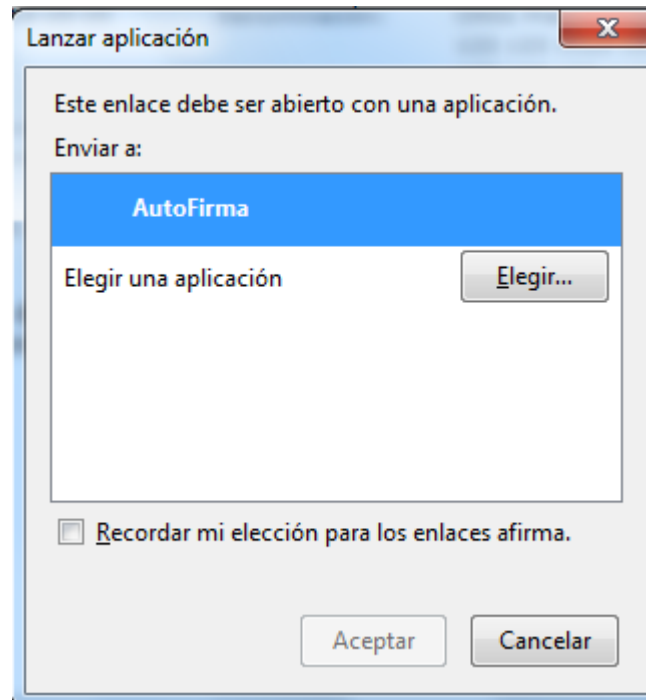 Lanzar aplicación
Este enlace debe ser abierto con una aplicación.
Enviar a:
AutoFirma
Elegir una aplicación
Elegir...
Recordar mi elección para los enlaces afirma.
Aceptar
Cancelar